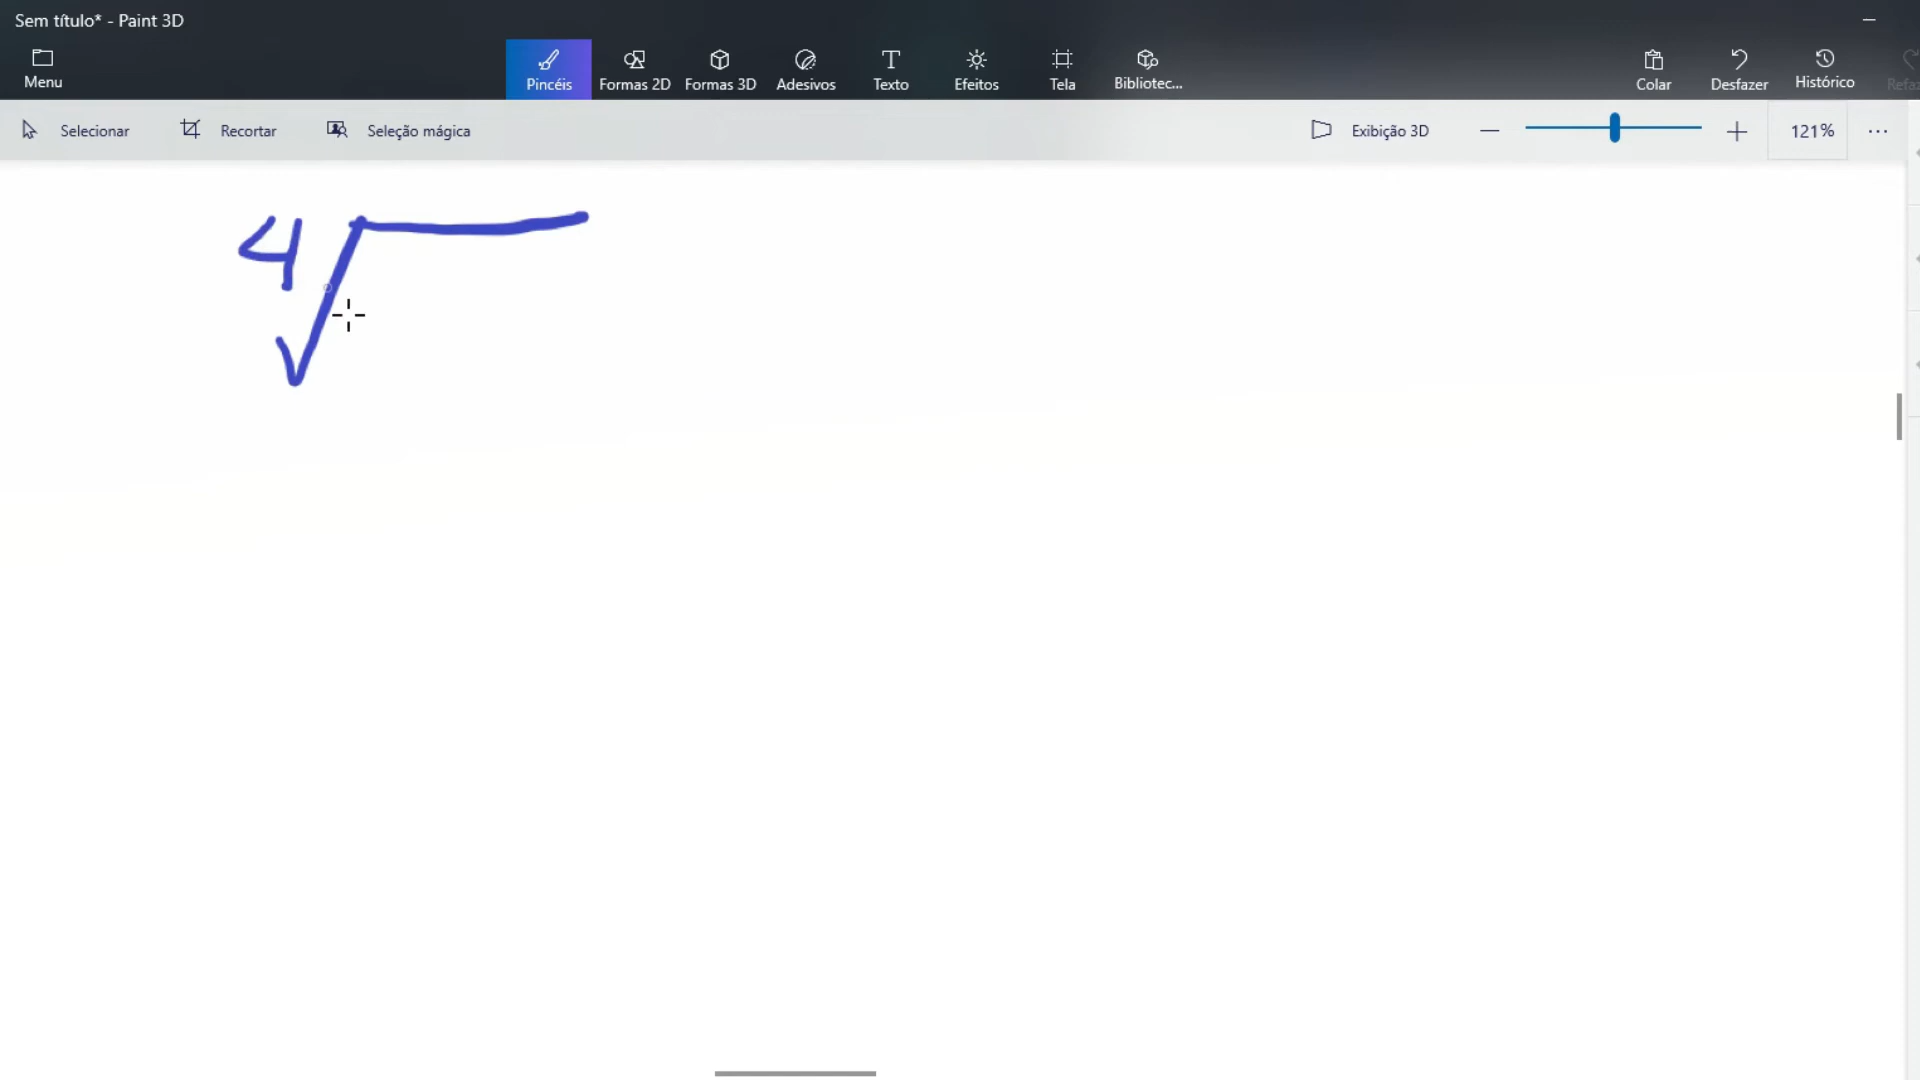 Sem título* - Paint 3D
Menu
Pincéis
Formas 2D
Formas 3D
Adesivos
Texto
Efeitos
Tela
Bibliotec...
Colar
Desfazer
Histórico
Selecionar
Recortar
Seleção mágica
Exibição 3D
121%
4√